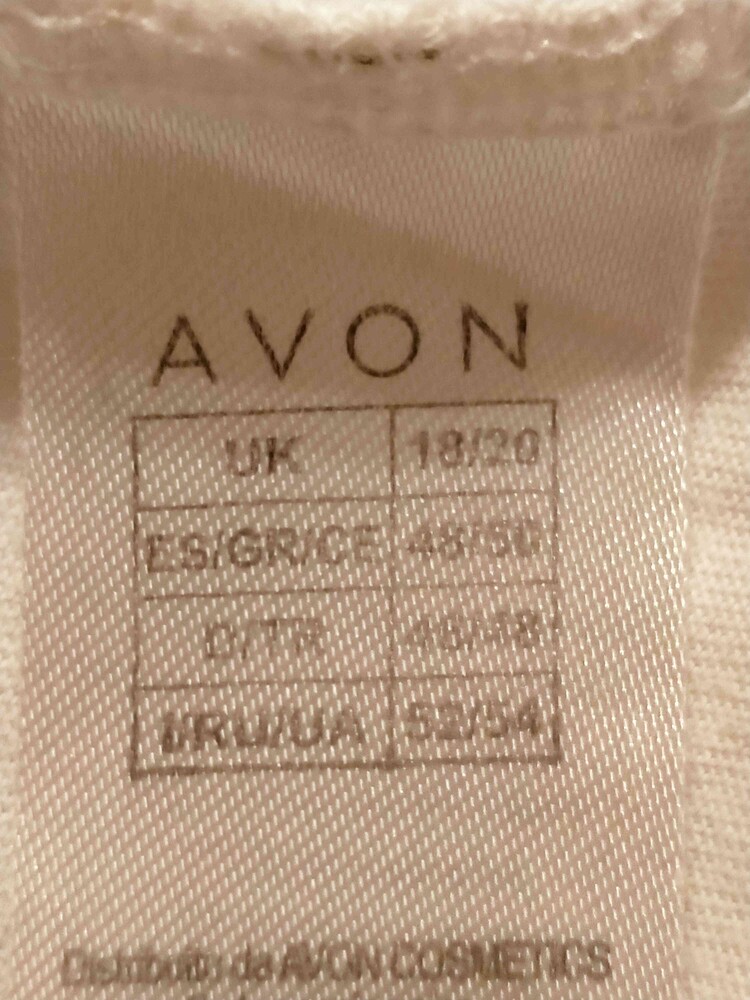 AVON
UK 18/20
ES/GR/CE 48/50
D/TR 46/48
I/RU/UA 52/54
Distribuito da AVON COSMETICS